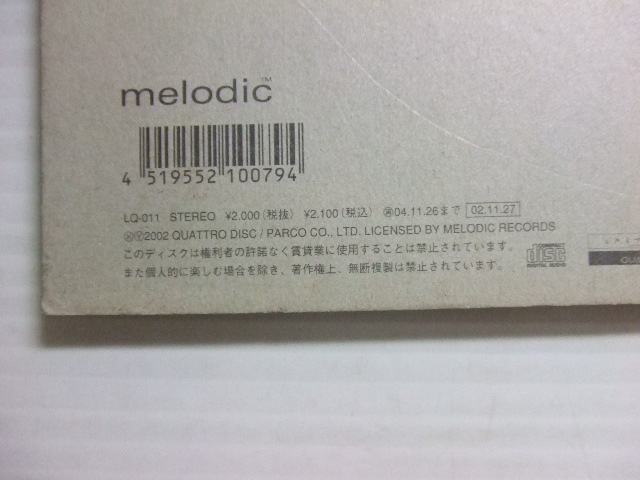 melodic™
4 519552 100794
LQ-011 STEREO ¥2.000(税抜) ¥2.100(税込) 04.11.26まで 02.11.27
2002 QUATTRO DISC / PARCO CO., LTD. LICENSED BY MELODIC RECORDS
このディスクは権利者の許諾なく賃貸業に使用することは禁止されています。
また個人的に楽しむ場合を除き、著作権上、無断複製は禁止されています。
disc
DIGITAL AUDIO